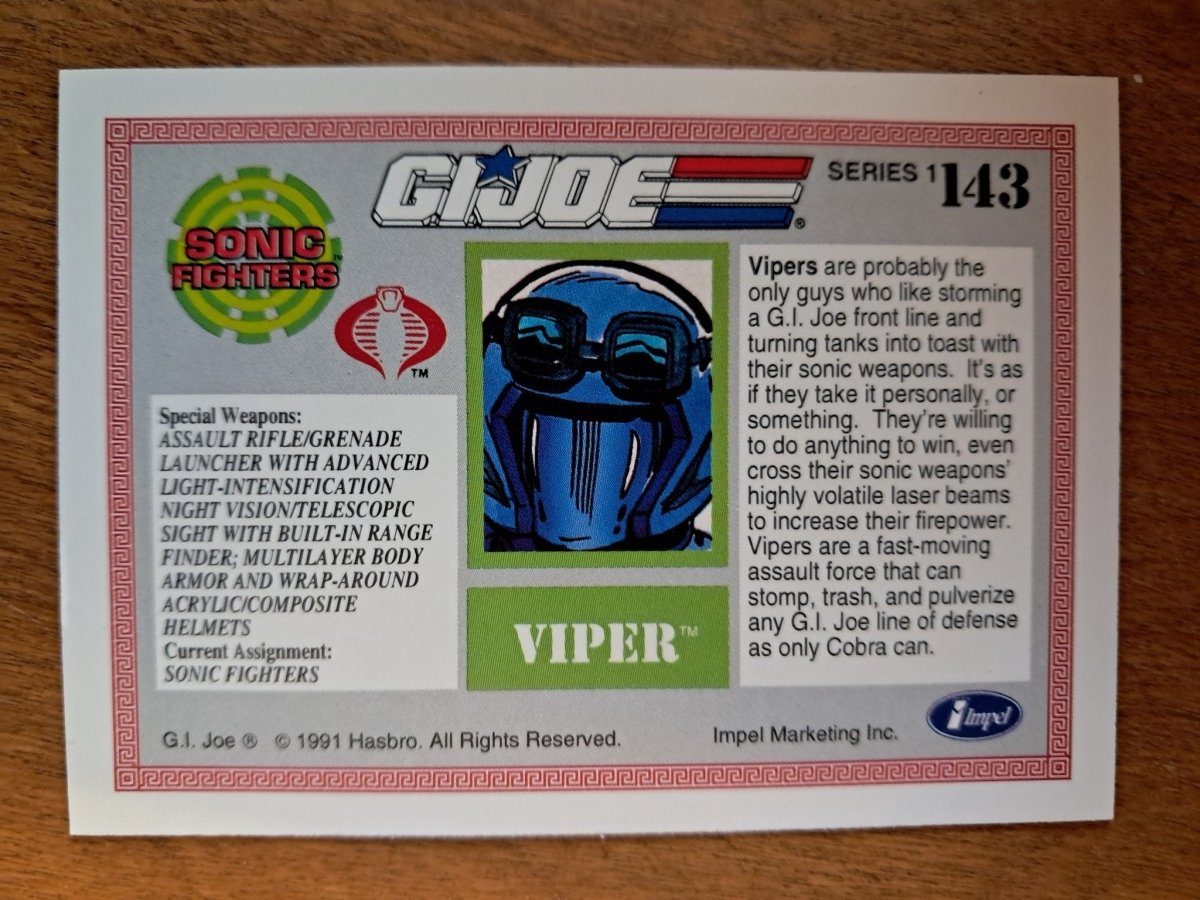 G.I. JOE ®
SERIES 1 143
SONIC
FIGHTERS ™
™
Special Weapons:
ASSAULT RIFLE/GRENADE
LAUNCHER WITH ADVANCED
LIGHT-INTENSIFICATION
NIGHT VISION/TELESCOPIC
SIGHT WITH BUILT-IN RANGE
FINDER; MULTILAYER BODY
ARMOR AND WRAP-AROUND
ACRYLIC/COMPOSITE
HELMETS
Current Assignment:
SONIC FIGHTERS
VIPER™
Vipers are probably the
only guys who like storming
a G.I. Joe front line and
turning tanks into toast with
their sonic weapons. It's as
if they take it personally, or
something. They're willing
to do anything to win, even
cross their sonic weapons'
highly volatile laser beams
to increase their firepower.
Vipers are a fast-moving
assault force that can
stomp, trash, and pulverize
any G.I. Joe line of defense
as only Cobra can.
G.I. Joe ® © 1991 Hasbro. All Rights Reserved.
Impel Marketing Inc.
Impel